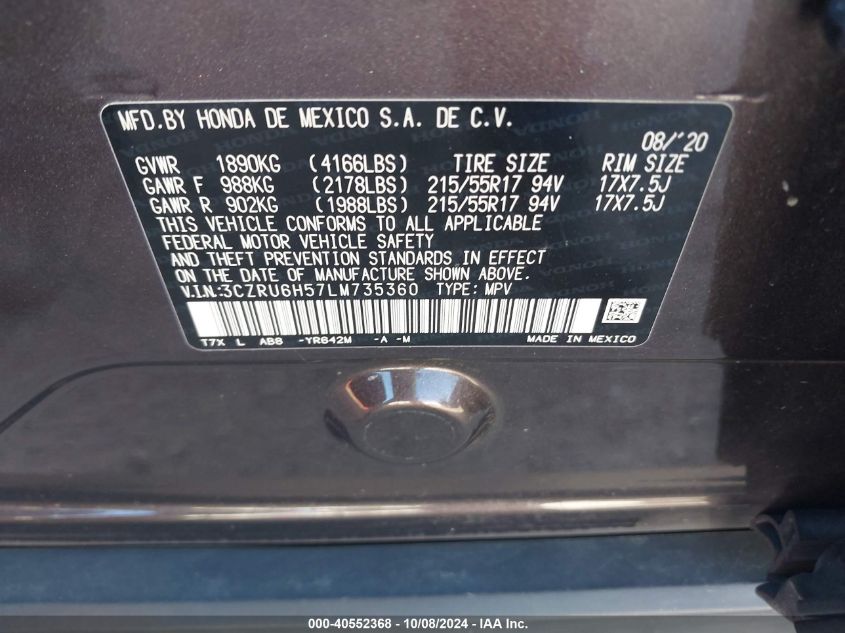 MFD.BY HONDA DE MEXICO S.A. DE C.V.
08/'20
GVWR 1890KG (4166LBS) TIRE SIZE RIM SIZE
GAWR F 988KG (2178LBS) 215/55R17 94V 17X7.5J
GAWR R 902KG (1988LBS) 215/55R17 94V 17X7.5J
THIS VEHICLE CONFORMS TO ALL APPLICABLE
FEDERAL MOTOR VEHICLE SAFETY
AND THEFT PREVENTION STANDARDS IN EFFECT
ON THE DATE OF MANUFACTURE SHOWN ABOVE.
V.I.N.:3CZRU6H57LM735360 TYPE: MPV
T7X L AB6 -YR642M -A -M MADE IN MEXICO
000-40552368 - 10/08/2024 - IAA Inc.